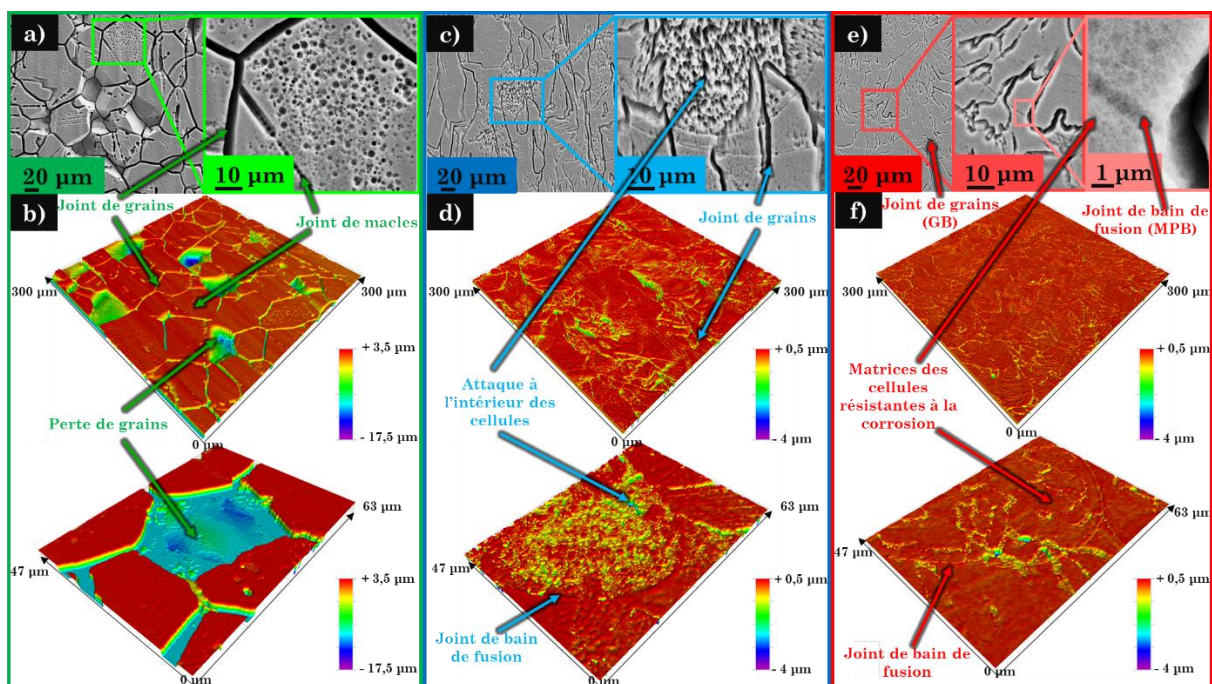 a)
20 µm
10 µm
c)
20 µm
10 µm
e)
20 µm
10 µm
1 µm
b)
Joint de grains
Joint de macles
300 µm
300 µm
+ 3,5 µm
- 17,5 µm
Perte de grains
0 µm
63 µm
47 µm
+ 3,5 µm
- 17,5 µm
0 µm
d)
Joint de grains
300 µm
300 µm
+ 0,5 µm
- 4 µm
Attaque à
l’intérieur des
cellules
0 µm
63 µm
47 µm
+ 0,5 µm
- 4 µm
Joint de bain
de fusion
0 µm
f)
Joint de grains
(GB)
Joint de bain de
fusion (MPB)
300 µm
300 µm
+ 0,5 µm
- 4 µm
Matrices des
cellules
résistantes à la
corrosion
0 µm
63 µm
47 µm
+ 0,5 µm
- 4 µm
Joint de bain de
fusion
0 µm